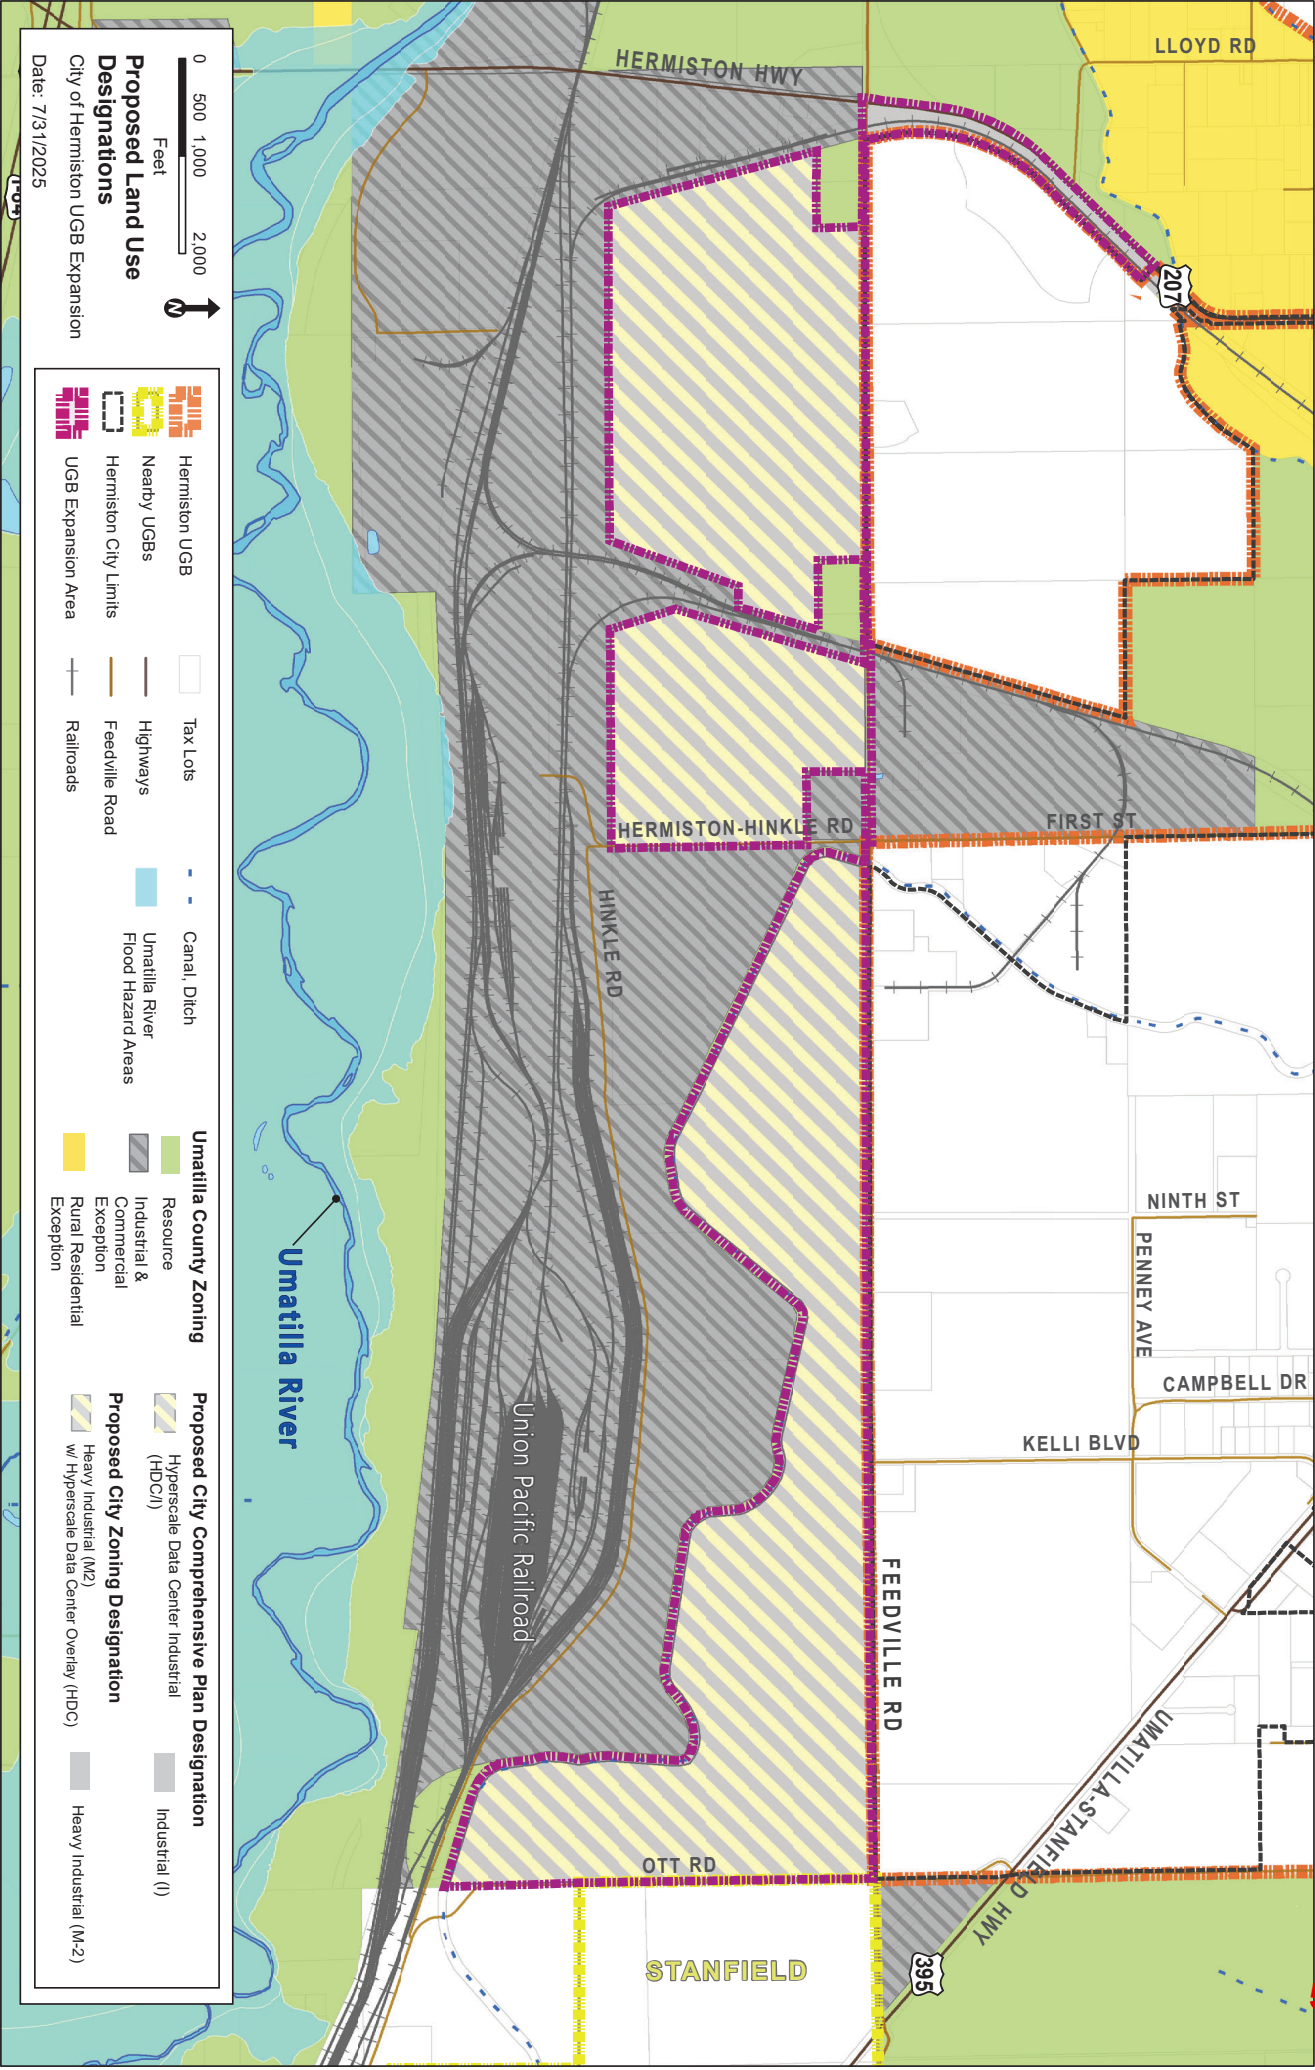 LLOYD RD
HERMISTON HWY
207
HERMISTON-HINKLE RD
FIRST ST
HINKLE RD
NINTH ST
PENNEY AVE
CAMPBELL DR
KELLI BLVD
FEEDVILLE RD
UMATILLA-STANFIELD HWY
OTT RD
395
STANFIELD
Union Pacific Railroad
Umatilla River
I-84
0 500 1,000 2,000
Feet
N
Proposed Land Use
Designations
City of Hermiston UGB Expansion
Date: 7/31/2025
Hermiston UGB
Nearby UGBs
Hermiston City Limits
UGB Expansion Area
Tax Lots
Highways
Feedville Road
Railroads
Canal, Ditch
Umatilla River
Flood Hazard Areas
Umatilla County Zoning
Resource
Industrial &
Commercial
Exception
Rural Residential
Exception
Proposed City Comprehensive Plan Designation
Hyperscale Data Center Industrial
(HDC/I)
Industrial (I)
Proposed City Zoning Designation
Heavy Industrial (M2)
w/ Hyperscale Data Center Overlay (HDC)
Heavy Industrial (M-2)